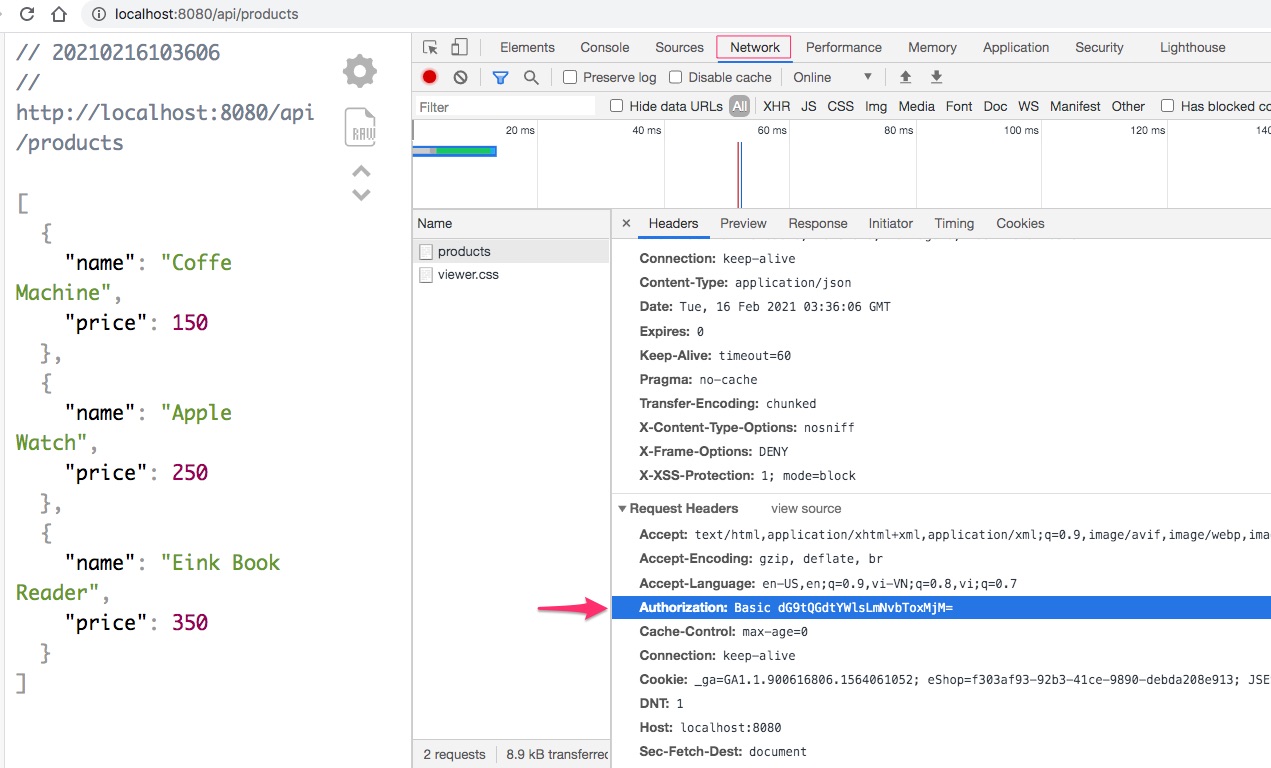 localhost:8080/api/products
// 20210216103606
//
http://localhost:8080/api
/products
RAW
[
{
"name": "Coffe
Machine",
"price": 150
},
{
"name": "Apple
Watch",
"price": 250
},
{
"name": "Eink Book
Reader",
"price": 350
}
]
Elements Console Sources Network Performance Memory Application Security Lighthouse
Preserve log Disable cache Online
Filter Hide data URLs All XHR JS CSS Img Media Font Doc WS Manifest Other Has blocked co
20 ms 40 ms 60 ms 80 ms 100 ms 120 ms 140
Name
products
viewer.css
2 requests 8.9 kB transferred
× Headers Preview Response Initiator Timing Cookies
Connection: keep-alive
Content-Type: application/json
Date: Tue, 16 Feb 2021 03:36:06 GMT
Expires: 0
Keep-Alive: timeout=60
Pragma: no-cache
Transfer-Encoding: chunked
X-Content-Type-Options: nosniff
X-Frame-Options: DENY
X-XSS-Protection: 1; mode=block
Request Headers view source
Accept: text/html,application/xhtml+xml,application/xml;q=0.9,image/avif,image/webp,ima
Accept-Encoding: gzip, deflate, br
Accept-Language: en-US,en;q=0.9,vi-VN;q=0.8,vi;q=0.7
Authorization: Basic dG9tQGdtYWlsLmNvbToxMjM=
Cache-Control: max-age=0
Connection: keep-alive
Cookie: _ga=GA1.1.900616806.1564061052; eShop=f303af93-92b3-41ce-9890-debda208e913; JSE
DNT: 1
Host: localhost:8080
Sec-Fetch-Dest: document